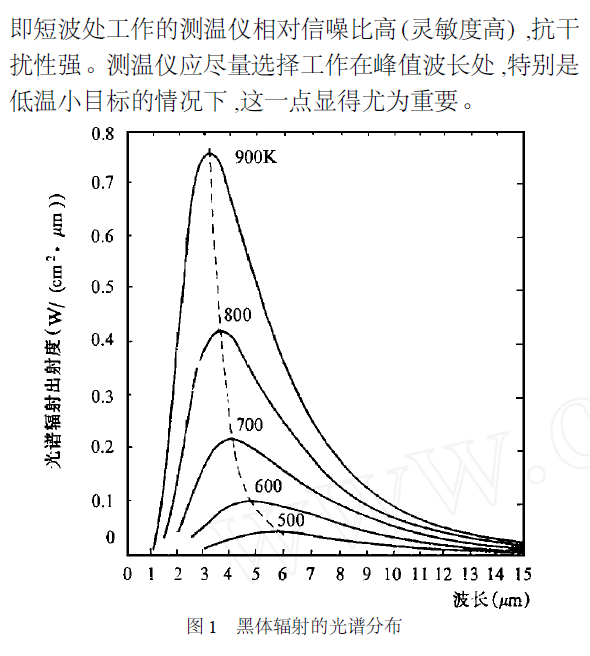 即短波处工作的测温仪相对信噪比高(灵敏度高),抗干
扰性强。测温仪应尽量选择工作在峰值波长处,特别是
低温小目标的情况下,这一点显得尤为重要。
0.8
0.7
0.6
0.5
0.4
0.3
0.2
0.1
0
光谱辐射出射度(W/(cm²·μm))
900K
800
700
600
500
0 1 2 3 4 5 6 7 8 9 10 11 12 13 14 15
波长(μm)
图 1 黑体辐射的光谱分布
www.c